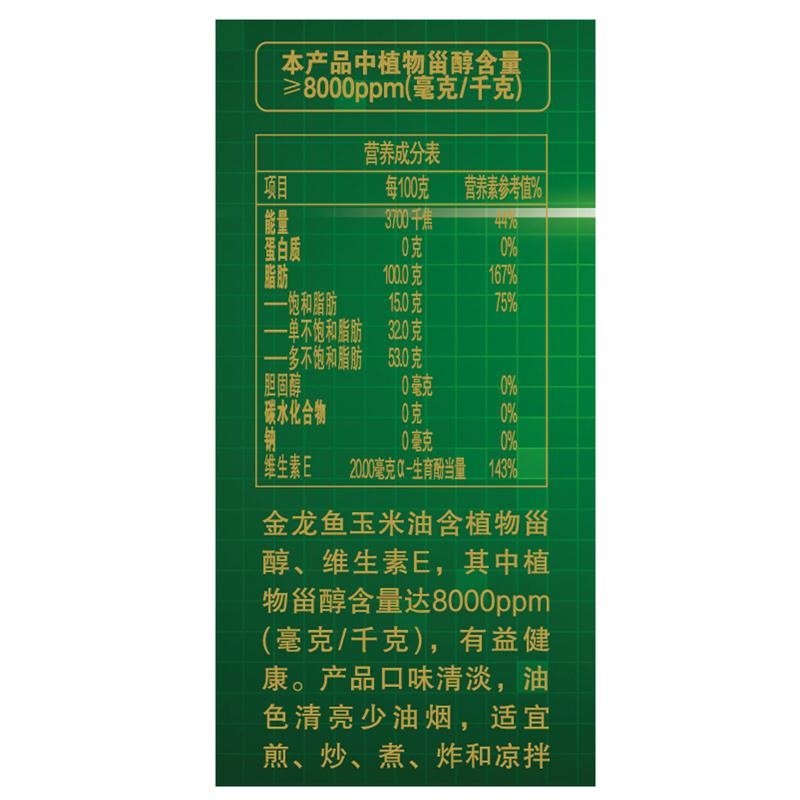 本产品中植物甾醇含量
≥8000ppm(毫克/千克)
营养成分表
项目 每100克 营养素参考值%
能量 3700 千焦 44%
蛋白质 0 克 0%
脂肪 100.0 克 167%
——饱和脂肪 15.0 克 75%
——单不饱和脂肪 32.0 克
——多不饱和脂肪 53.0 克
胆固醇 0 毫克 0%
碳水化合物 0 克 0%
钠 0 毫克 0%
维生素E 20.00毫克α-生育酚当量 143%
金龙鱼玉米油含植物甾
醇、维生素E，其中植
物甾醇含量达8000ppm
(毫克/千克)，有益健
康。产品口味清淡，油
色清亮少油烟，适宜
煎、炒、煮、炸和凉拌